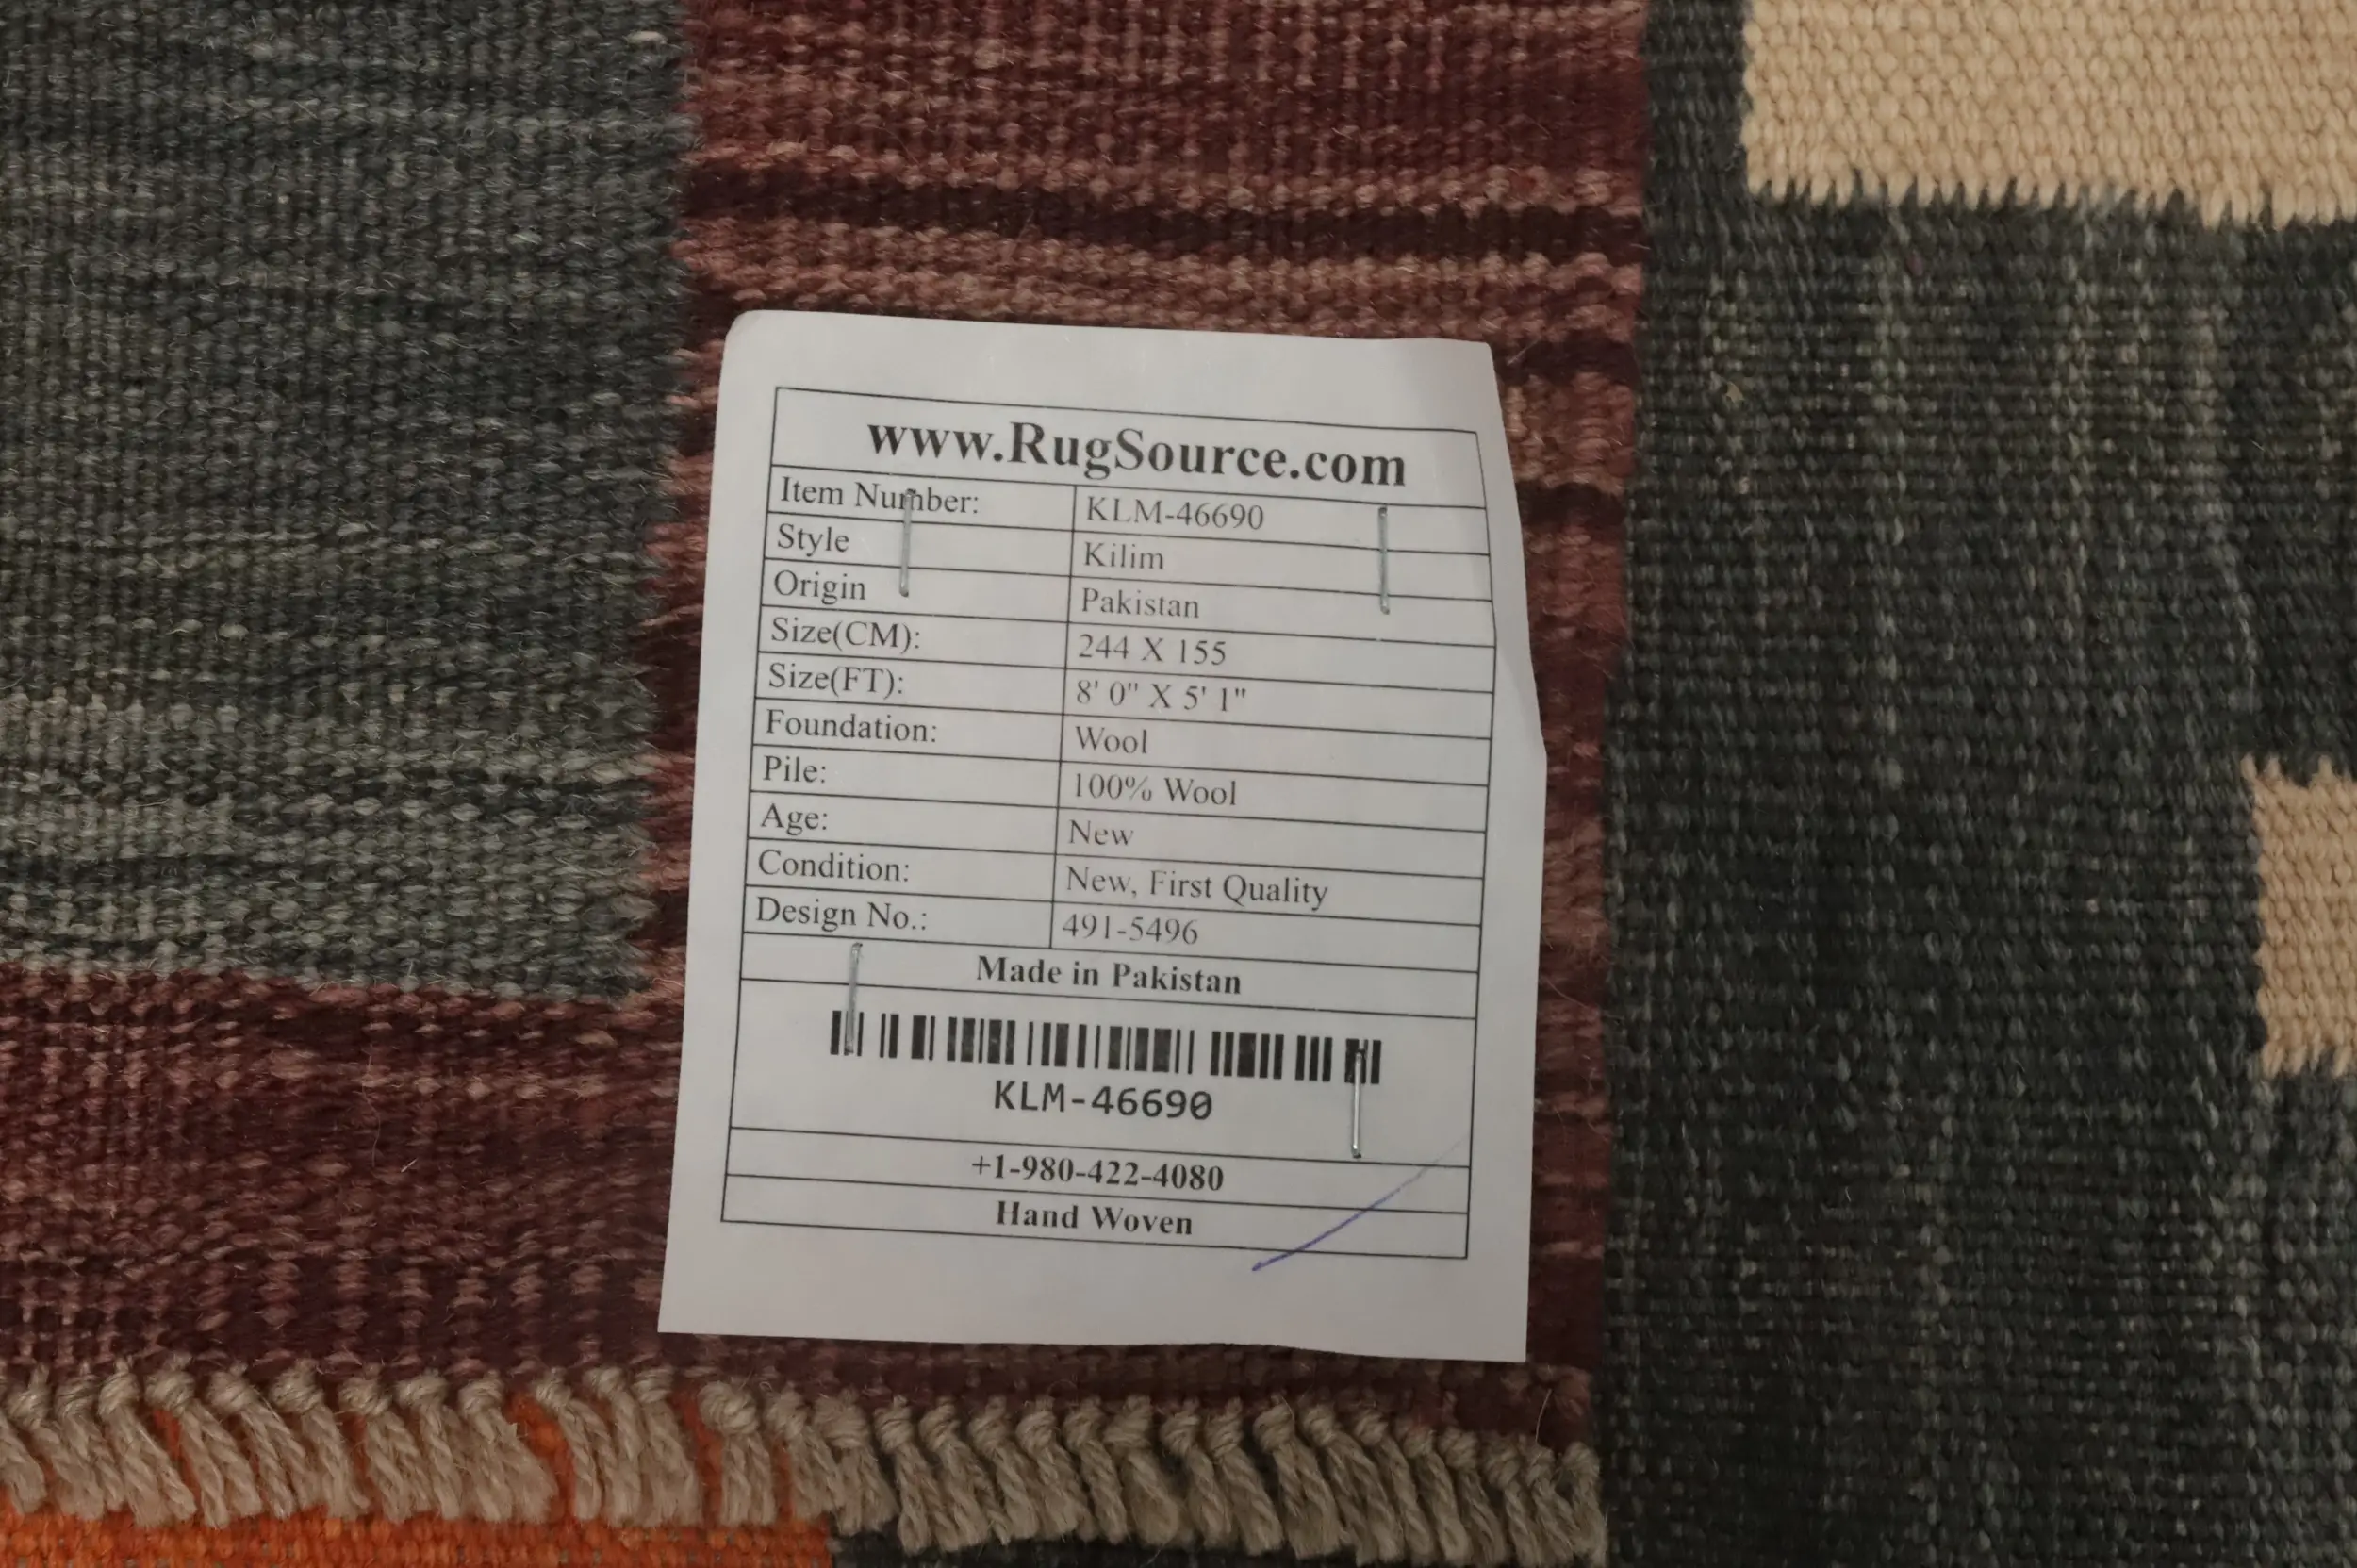 www.RugSource.com
Item Number: KLM-46690
Style Kilim
Origin Pakistan
Size(CM): 244 X 155
Size(FT): 8' 0" X 5' 1"
Foundation: Wool
Pile: 100% Wool
Age: New
Condition: New, First Quality
Design No.: 491-5496
Made in Pakistan
KLM-46690
+1-980-422-4080
Hand Woven